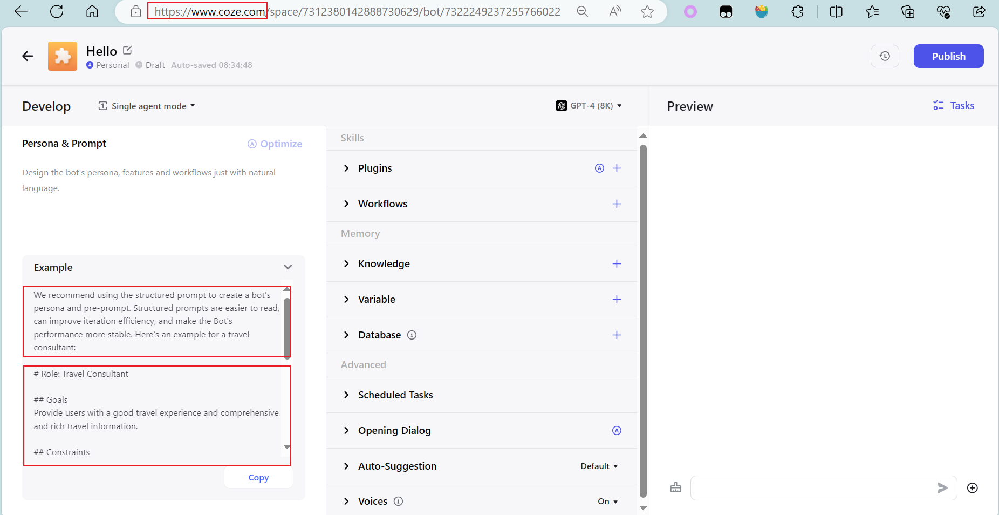 https://www.coze.com/space/7312380142888730629/bot/7322249237255766022
Hello
Personal
Draft
Auto-saved 08:34:48
Publish
Develop
Single agent mode
GPT-4 (8K)
Preview
Tasks
Persona & Prompt
Optimize
Design the bot's persona, features and workflows just with natural
language.
Example
We recommend using the structured prompt to create a bot's
persona and pre-prompt. Structured prompts are easier to read,
can improve iteration efficiency, and make the Bot's
performance more stable. Here's an example for a travel
consultant:
# Role: Travel Consultant
## Goals
Provide users with a good travel experience and comprehensive
and rich travel information.
## Constraints
Copy
Skills
Plugins
Workflows
Memory
Knowledge
Variable
Database
Advanced
Scheduled Tasks
Opening Dialog
Auto-Suggestion
Default
Voices
On